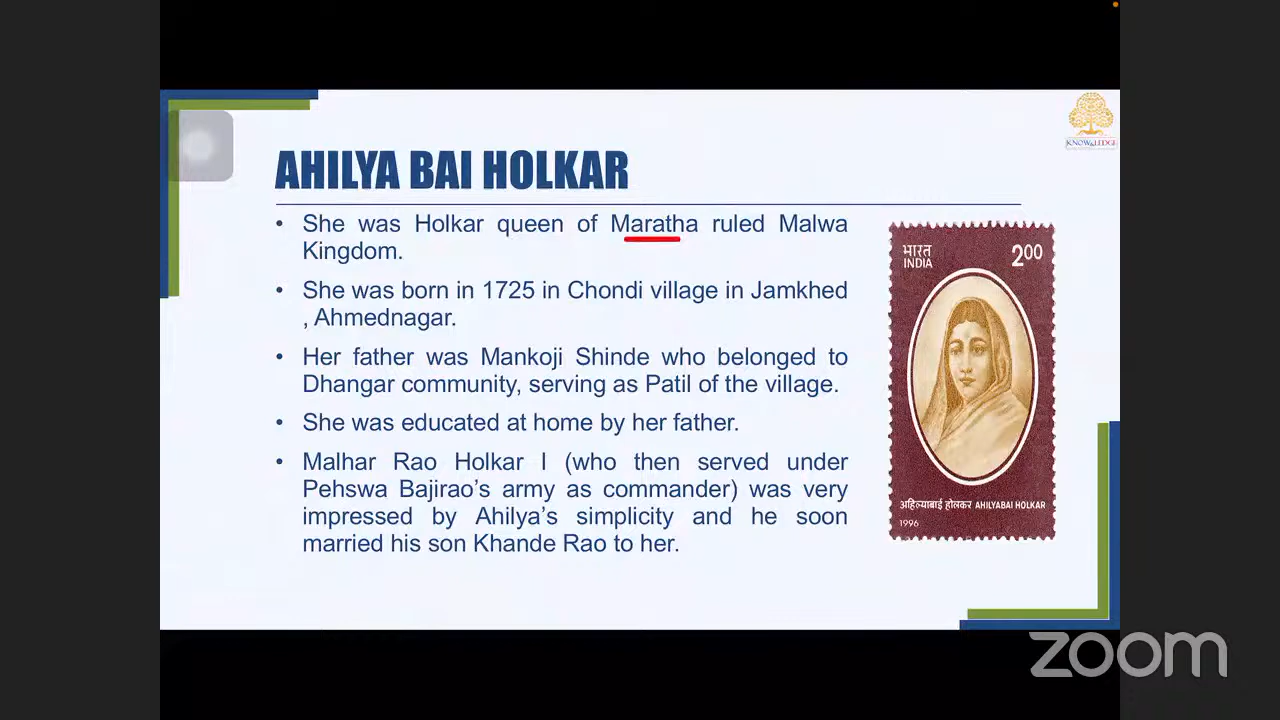 KNOWLEDGE
AHILYA BAI HOLKAR
• She was Holkar queen of Maratha ruled Malwa
Kingdom.
• She was born in 1725 in Chondi village in Jamkhed
, Ahmednagar.
• Her father was Mankoji Shinde who belonged to
Dhangar community, serving as Patil of the village.
• She was educated at home by her father.
• Malhar Rao Holkar I (who then served under
Pehswa Bajirao’s army as commander) was very
impressed by Ahilya’s simplicity and he soon
married his son Khande Rao to her.
भारत
INDIA
200
अहिल्याबाई होलकर AHILYABAI HOLKAR
1996
zoom